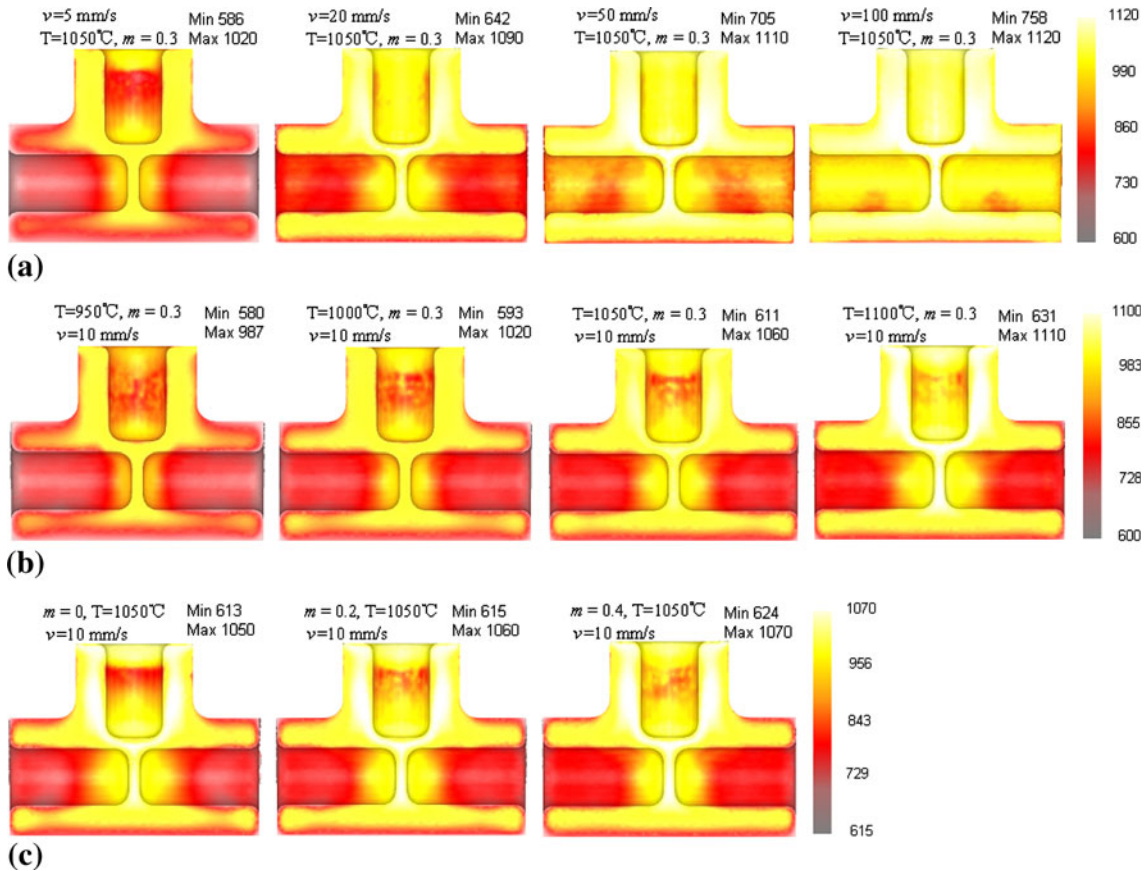 v=5 mm/s Min 586
T=1050℃, m = 0.3 Max 1020
v=20 mm/s Min 642
T=1050℃, m = 0.3 Max 1090
v=50 mm/s Min 705
T=1050℃, m = 0.3 Max 1110
v=100 mm/s Min 758
T=1050℃, m = 0.3 Max 1120
1120
990
860
730
600
(a)
T=950℃, m = 0.3 Min 580
v=10 mm/s Max 987
T=1000℃, m = 0.3 Min 593
v=10 mm/s Max 1020
T=1050℃, m = 0.3 Min 611
v=10 mm/s Max 1060
T=1100℃, m = 0.3 Min 631
v=10 mm/s Max 1110
1100
983
855
728
600
(b)
m = 0, T=1050℃ Min 613
v=10 mm/s Max 1050
m = 0.2, T=1050℃ Min 615
v=10 mm/s Max 1060
m = 0.4, T=1050℃ Min 624
v=10 mm/s Max 1070
1070
956
843
729
615
(c)